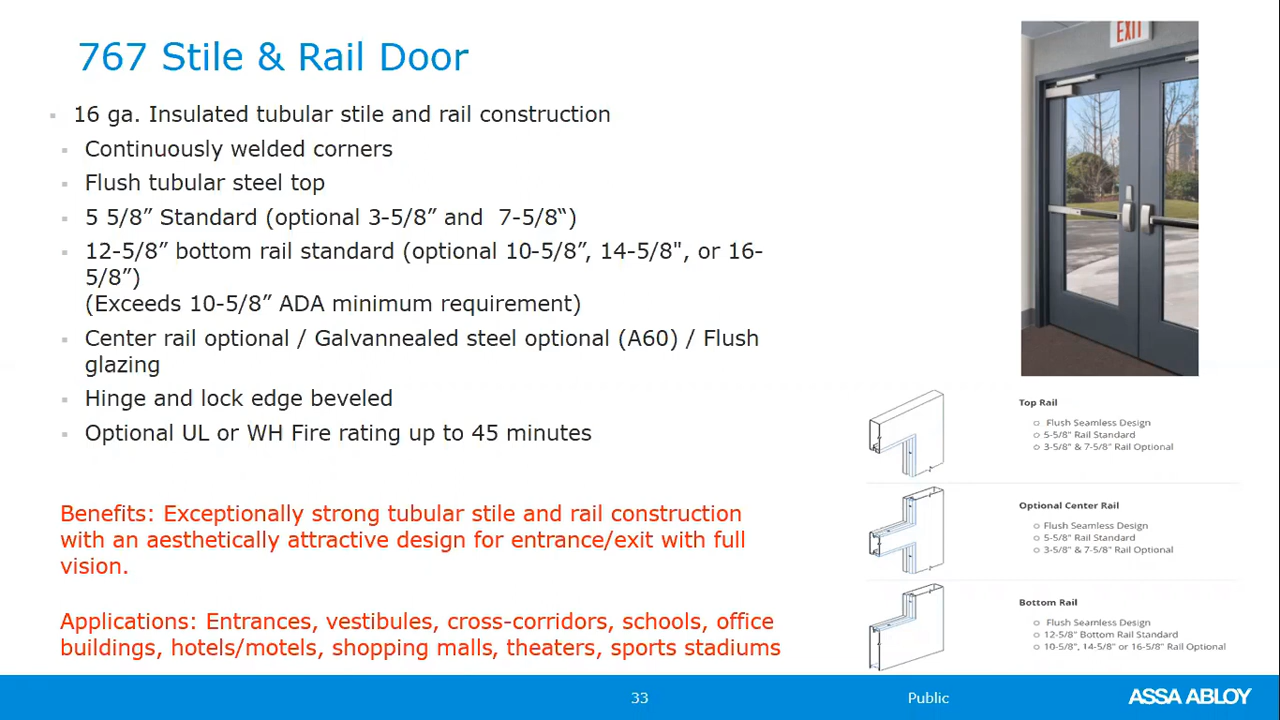 767 Stile & Rail Door
16 ga. Insulated tubular stile and rail construction
Continuously welded corners
Flush tubular steel top
5 5/8” Standard (optional 3-5/8” and  7-5/8“)
12-5/8” bottom rail standard (optional 10-5/8”, 14-5/8", or 16-
5/8”)
(Exceeds 10-5/8” ADA minimum requirement)
Center rail optional / Galvannealed steel optional (A60) / Flush
glazing
Hinge and lock edge beveled
Optional UL or WH Fire rating up to 45 minutes
Benefits: Exceptionally strong tubular stile and rail construction
with an aesthetically attractive design for entrance/exit with full
vision.
Applications: Entrances, vestibules, cross-corridors, schools, office
buildings, hotels/motels, shopping malls, theaters, sports stadiums
EXIT
Top Rail
Flush Seamless Design
5-5/8" Rail Standard
3-5/8" & 7-5/8" Rail Optional
Optional Center Rail
Flush Seamless Design
5-5/8" Rail Standard
3-5/8" & 7-5/8" Rail Optional
Bottom Rail
Flush Seamless Design
12-5/8" Bottom Rail Standard
10-5/8", 14-5/8" or 16-5/8" Rail Optional
33
Public
ASSA ABLOY